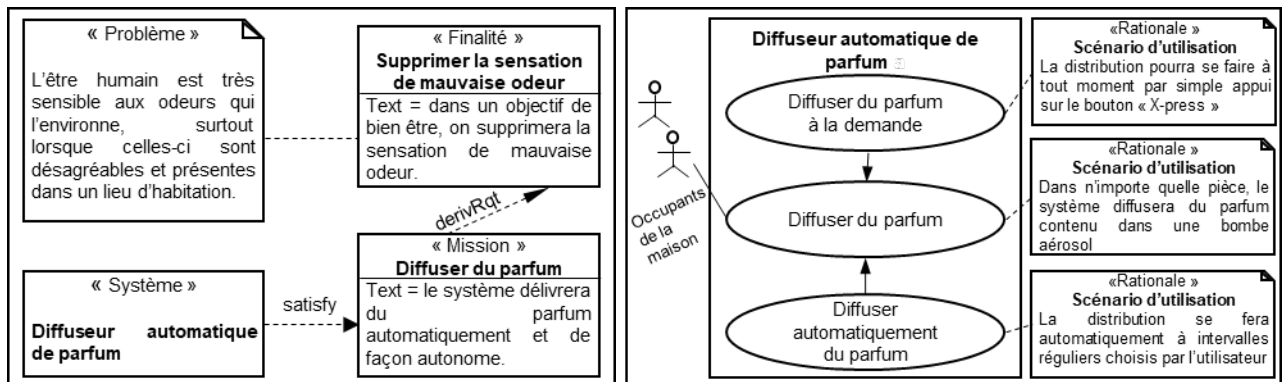 « Problème »
L'être humain est très
sensible aux odeurs qui
l'environne, surtout
lorsque celles-ci sont
désagréables et présentes
dans un lieu d'habitation.
« Finalité »
Supprimer la sensation
de mauvaise odeur
Text = dans un objectif de
bien être, on supprimera la
sensation de mauvaise
odeur.
derivRqt
« Système »
Diffuseur automatique
de parfum
satisfy
« Mission »
Diffuser du parfum
Text = le système délivrera
du parfum
automatiquement et de
façon autonome.
Diffuseur automatique de
parfum
Diffuser du parfum
à la demande
Diffuser du parfum
Diffuser
automatiquement
du parfum
Occupants
de la
maison
«Rationale »
Scénario d'utilisation
La distribution pourra se faire à
tout moment par simple appui
sur le bouton « X-press »
«Rationale »
Scénario d'utilisation
Dans n'importe quelle pièce, le
système diffusera du parfum
contenu dans une bombe
aérosol
«Rationale »
Scénario d'utilisation
La distribution se fera
automatiquement à intervalles
réguliers choisis par l'utilisateur